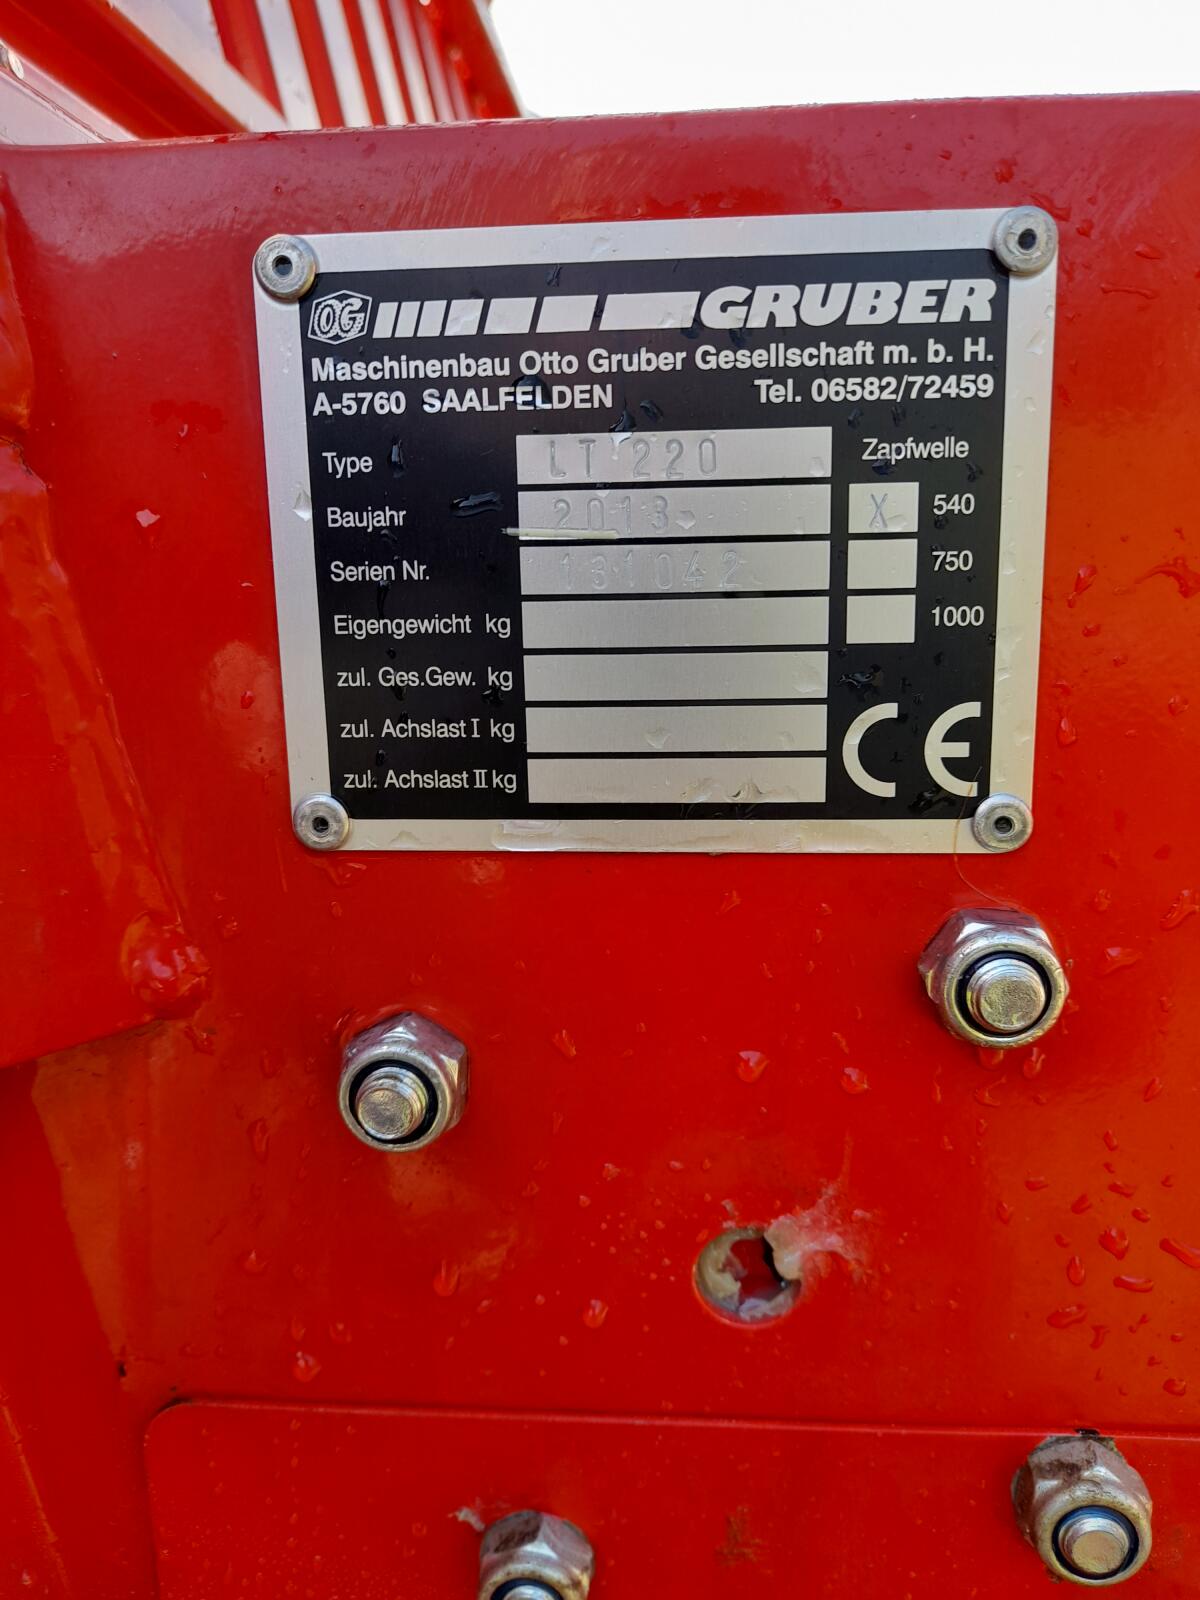 OG GRUBER
Maschinenbau Otto Gruber Gesellschaft m. b. H.
A-5760 SAALFELDEN Tel. 06582/72459
Type LT 220 Zapfwelle
Baujahr 2013 X 540
Serien Nr. 131042 750
Eigengewicht kg 1000
zul. Ges.Gew. kg
zul. Achslast I kg
zul. Achslast II kg
CE